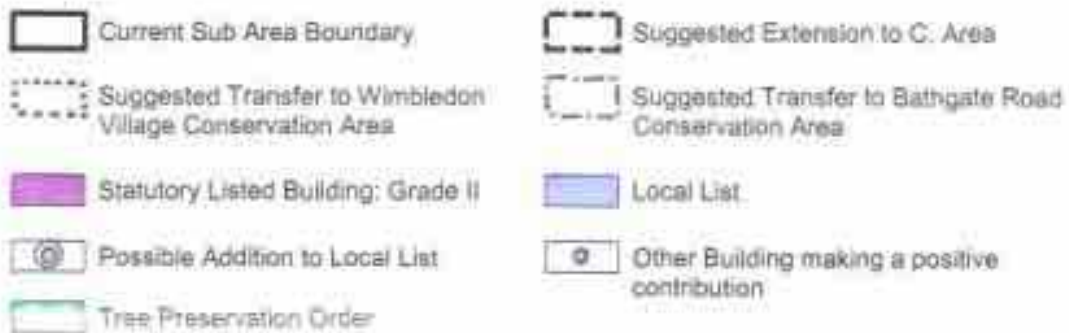 Current Sub Area Boundary
Suggested Extension to C. Area
Suggested Transfer to Wimbledon
Village Conservation Area
Suggested Transfer to Bathgate Road
Conservation Area
Statutory Listed Building: Grade II
Local List
Possible Addition to Local List
Other Building making a positive
contribution
Tree Preservation Order